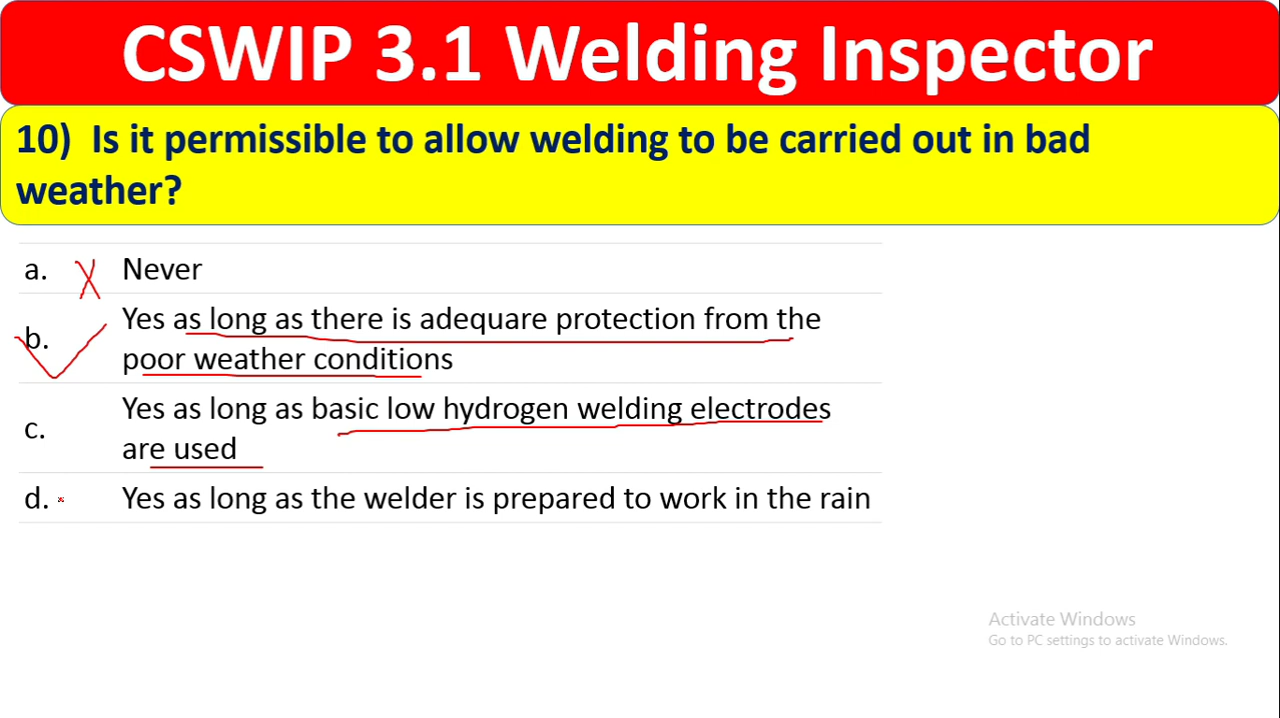 CSWIP 3.1 Welding Inspector
10) Is it permissible to allow welding to be carried out in bad
weather?
a. Never
b. Yes as long as there is adequare protection from the
poor weather conditions
c. Yes as long as basic low hydrogen welding electrodes
are used
d. Yes as long as the welder is prepared to work in the rain
Activate Windows
Go to PC settings to activate Windows.